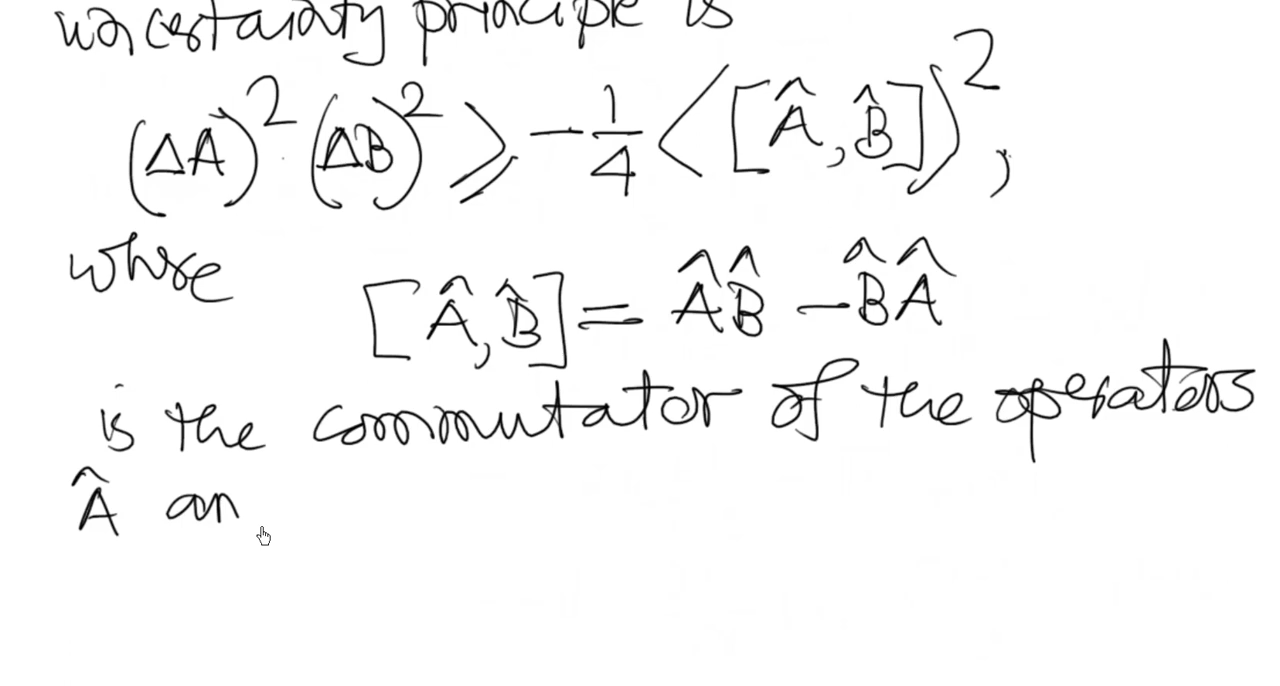 uncertainty principle is
(ΔA)² (ΔB)² ⩾ -1/4 ⟨[Â, B̂]⟩²,
where
[Â, B̂] = ÂB̂ - B̂Â
is the commutator of the operators
Â an